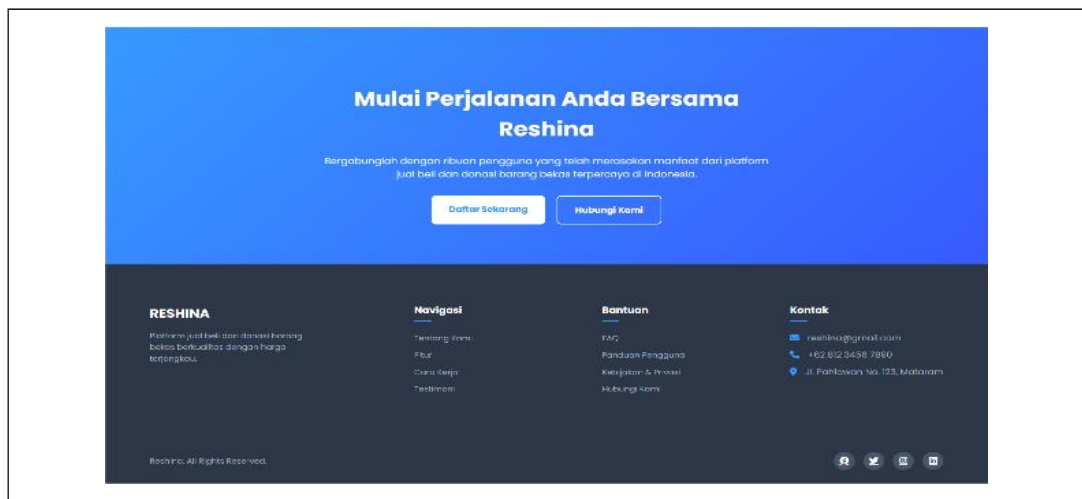 Mulai Perjalanan Anda Bersama
Reshina
Bergabunglah dengan ribuan pengguna yang telah merasakan manfaat dari platform
jual beli dan donasi barang bekas terpercaya di Indonesia.
Daftar Sekarang
Hubungi Kami
RESHINA
Platform jual beli dan donasi barang
bekas berkualitas dengan harga
terjangkau.
Navigasi
Tentang Kami
Fitur
Cara Kerja
Testimoni
Bantuan
FAQ
Panduan Pengguna
Kebijakan & Privasi
Hubungi Kami
Kontak
reshina@gmail.com
+62 812 3456 7890
Jl. Pahlawan No. 123, Mataram
Reshina. All Rights Reserved.